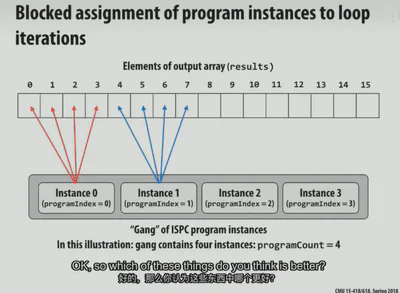 Blocked assignment of program instances to loop
iterations
Elements of output array (results)
0 1 2 3 4 5 6 7 8 9 10 11 12 13 14 15
Instance 0 Instance 1 Instance 2 Instance 3
(programIndex = 0) (programIndex = 1) (programIndex = 2) (programIndex = 3)
“Gang” of ISPC program instances
In this illustration: gang contains four instances: programCount = 4
OK, so which of these things do you think is better?
好的，那么你认为这些东西中哪个更好?
CMU 15-418/618, Spring 2018